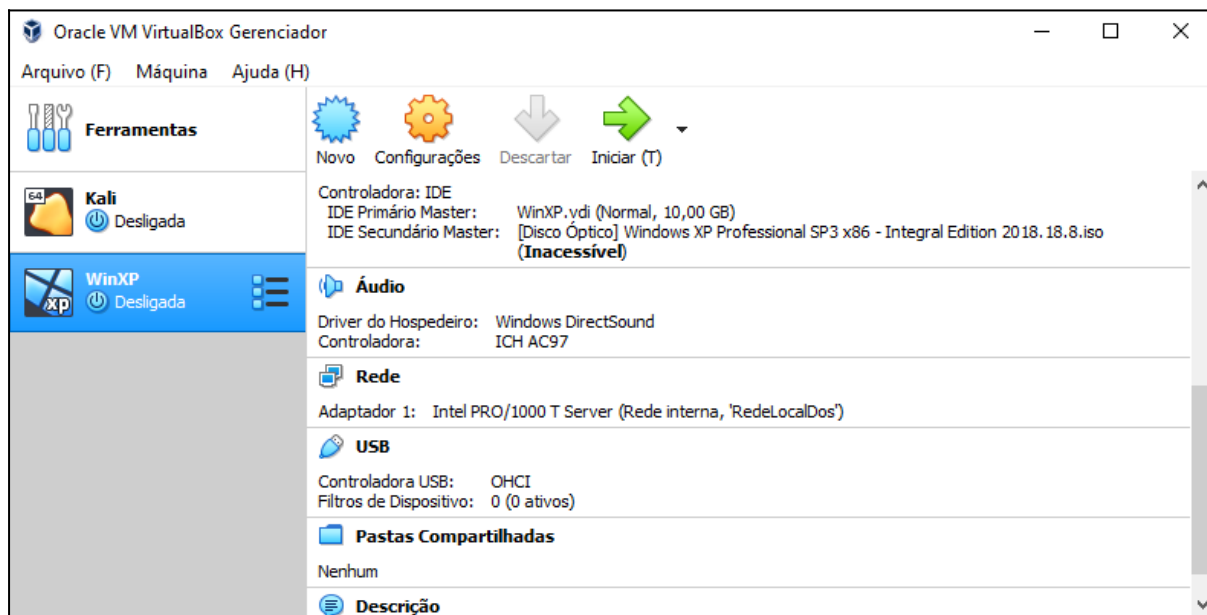 Oracle VM VirtualBox Gerenciador
Arquivo (F) Máquina Ajuda (H)
Ferramentas
Novo Configurações Descartar Iniciar (T)
64
Kali
Desligada
xp
WinXP
Desligada
Controladora: IDE
IDE Primário Master: WinXP.vdi (Normal, 10,00 GB)
IDE Secundário Master: [Disco Óptico] Windows XP Professional SP3 x86 - Integral Edition 2018.18.8.iso
(Inacessível)
Áudio
Driver do Hospedeiro: Windows DirectSound
Controladora: ICH AC97
Rede
Adaptador 1: Intel PRO/1000 T Server (Rede interna, 'RedeLocalDos')
USB
Controladora USB: OHCI
Filtros de Dispositivo: 0 (0 ativos)
Pastas Compartilhadas
Nenhum
Descrição